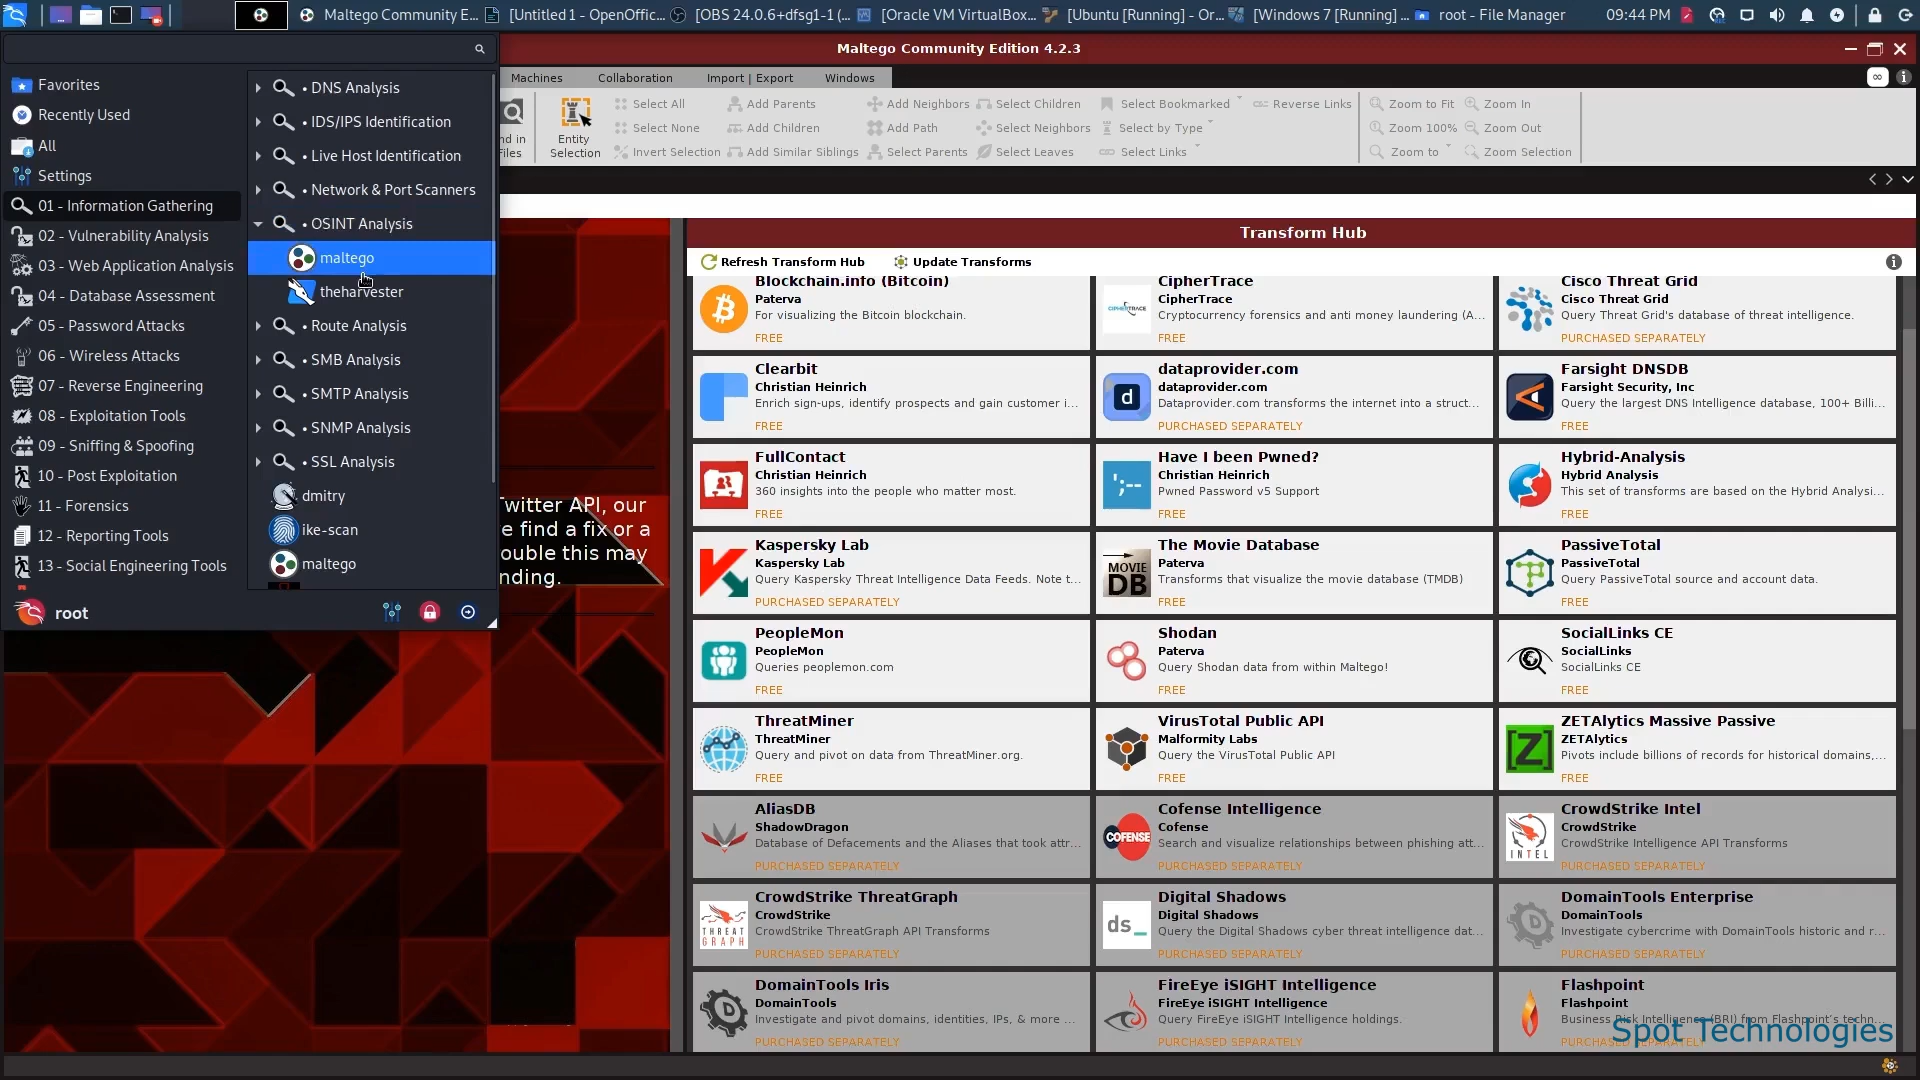 Maltego Community E...
[Untitled 1 - OpenOffic...
[OBS 24.0.6+dfsg1-1 (...
[Oracle VM VirtualBox...
[Ubuntu [Running] - Or...
[Windows 7 [Running] ...
root - File Manager
09:44 PM
Maltego Community Edition 4.2.3
Machines
Collaboration
Import | Export
Windows
nd in
Files
Entity
Selection
Select All
Select None
Invert Selection
Add Parents
Add Children
Add Similar Siblings
Add Neighbors
Add Path
Select Parents
Select Children
Select Neighbors
Select Leaves
Select Bookmarked
Select by Type
Select Links
Reverse Links
Zoom to Fit
Zoom 100%
Zoom to
Zoom In
Zoom Out
Zoom Selection
Favorites
Recently Used
All
Settings
01 - Information Gathering
02 - Vulnerability Analysis
03 - Web Application Analysis
04 - Database Assessment
05 - Password Attacks
06 - Wireless Attacks
07 - Reverse Engineering
08 - Exploitation Tools
09 - Sniffing & Spoofing
10 - Post Exploitation
11 - Forensics
12 - Reporting Tools
13 - Social Engineering Tools
root
• DNS Analysis
• IDS/IPS Identification
• Live Host Identification
• Network & Port Scanners
• OSINT Analysis
maltego
theharvester
• Route Analysis
• SMB Analysis
• SMTP Analysis
• SNMP Analysis
• SSL Analysis
dmitry
ike-scan
maltego
witter API, our
e find a fix or a
ouble this may
nding.
Transform Hub
Refresh Transform Hub
Update Transforms
Blockchain.info (Bitcoin)
Paterva
For visualizing the Bitcoin blockchain.
FREE
CipherTrace
CipherTrace
Cryptocurrency forensics and anti money laundering (A...
FREE
Cisco Threat Grid
Cisco Threat Grid
Query Threat Grid's database of threat intelligence.
PURCHASED SEPARATELY
Clearbit
Christian Heinrich
Enrich sign-ups, identify prospects and gain customer i...
FREE
dataprovider.com
dataprovider.com
Dataprovider.com transforms the internet into a struct...
PURCHASED SEPARATELY
Farsight DNSDB
Farsight Security, Inc
Query the largest DNS Intelligence database, 100+ Billi...
FREE
FullContact
Christian Heinrich
360 insights into the people who matter most.
FREE
Have I been Pwned?
Christian Heinrich
Pwned Password v5 Support
FREE
Hybrid-Analysis
Hybrid Analysis
This set of transforms are based on the Hybrid Analysi...
FREE
Kaspersky Lab
Kaspersky Lab
Query Kaspersky Threat Intelligence Data Feeds. Note t...
PURCHASED SEPARATELY
MOVIE
DB
The Movie Database
Paterva
Transforms that visualize the movie database (TMDB)
FREE
PassiveTotal
PassiveTotal
Query PassiveTotal source and account data.
FREE
PeopleMon
PeopleMon
Queries peoplemon.com
FREE
Shodan
Paterva
Query Shodan data from within Maltego!
FREE
SocialLinks CE
SocialLinks
SocialLinks CE
FREE
ThreatMiner
ThreatMiner
Query and pivot on data from ThreatMiner.org.
FREE
VirusTotal Public API
Malformity Labs
Query the VirusTotal Public API
FREE
ZETAlytics Massive Passive
ZETAlytics
Pivots include billions of records for historical domains,...
FREE
AliasDB
ShadowDragon
Database of Defacements and the Aliases that took attr...
PURCHASED SEPARATELY
COFENSE
Cofense Intelligence
Cofense
Search and visualize relationships between phishing att...
PURCHASED SEPARATELY
INTEL
CrowdStrike Intel
CrowdStrike
CrowdStrike Intelligence API Transforms
PURCHASED SEPARATELY
THREAT
GRAPH
CrowdStrike ThreatGraph
CrowdStrike
CrowdStrike ThreatGraph API Transforms
PURCHASED SEPARATELY
ds_
Digital Shadows
Digital Shadows
Query the Digital Shadows cyber threat intelligence dat...
PURCHASED SEPARATELY
DomainTools Enterprise
DomainTools
Investigate cybercrime with DomainTools historic and r...
PURCHASED SEPARATELY
DomainTools Iris
DomainTools
Investigate and pivot domains, identities, IPs, & more ...
PURCHASED SEPARATELY
FireEye iSIGHT Intelligence
FireEye iSIGHT Intelligence
Query FireEye iSIGHT Intelligence holdings.
PURCHASED SEPARATELY
Flashpoint
Flashpoint
Business Risk Intelligence (BRI) from Flashpoint's techn...
PURCHASED SEPARATELY
Spot Technologies